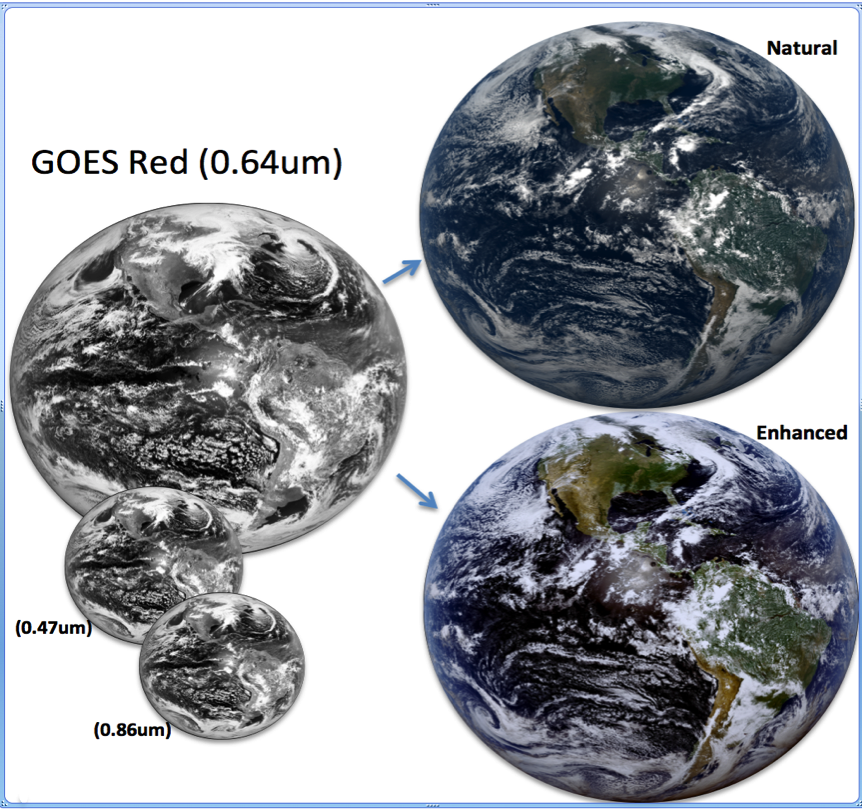 Natural
GOES Red (0.64um)
Enhanced
(0.47um)
(0.86um)